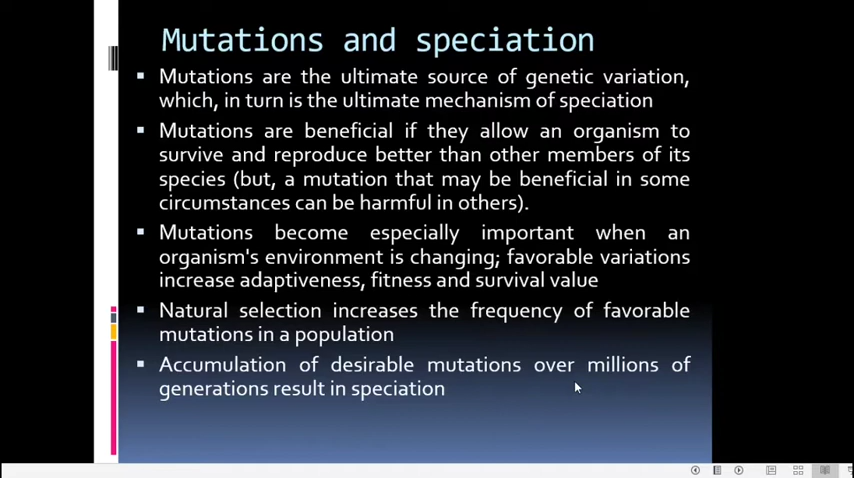 Mutations and speciation
▪ Mutations are the ultimate source of genetic variation,
which, in turn is the ultimate mechanism of speciation
▪ Mutations are beneficial if they allow an organism to
survive and reproduce better than other members of its
species (but, a mutation that may be beneficial in some
circumstances can be harmful in others).
▪ Mutations become especially important when an
organism's environment is changing; favorable variations
increase adaptiveness, fitness and survival value
▪ Natural selection increases the frequency of favorable
mutations in a population
▪ Accumulation of desirable mutations over millions of
generations result in speciation